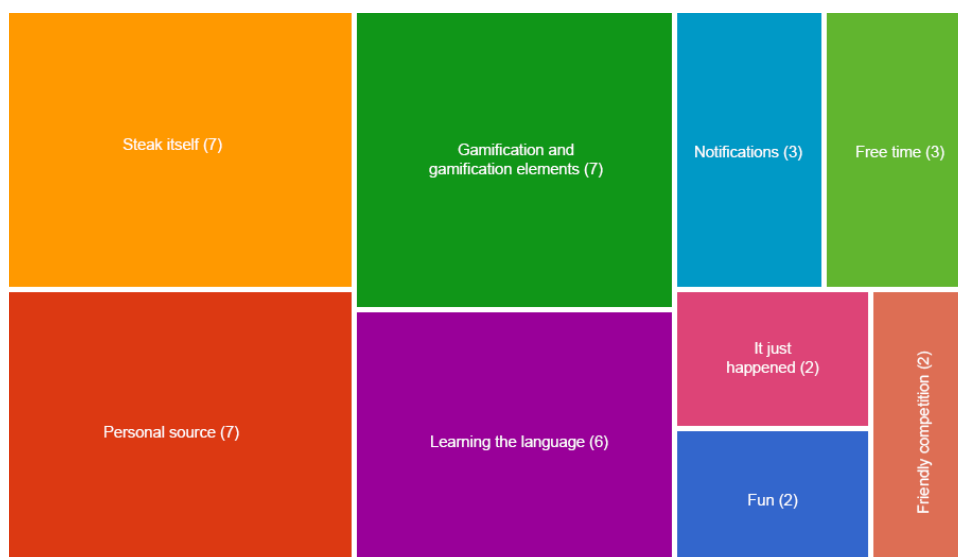 Steak itself (7)
Gamification and
gamification elements (7)
Notifications (3)
Free time (3)
Personal source (7)
Learning the language (6)
It just
happened (2)
Fun (2)
Friendly competition (2)